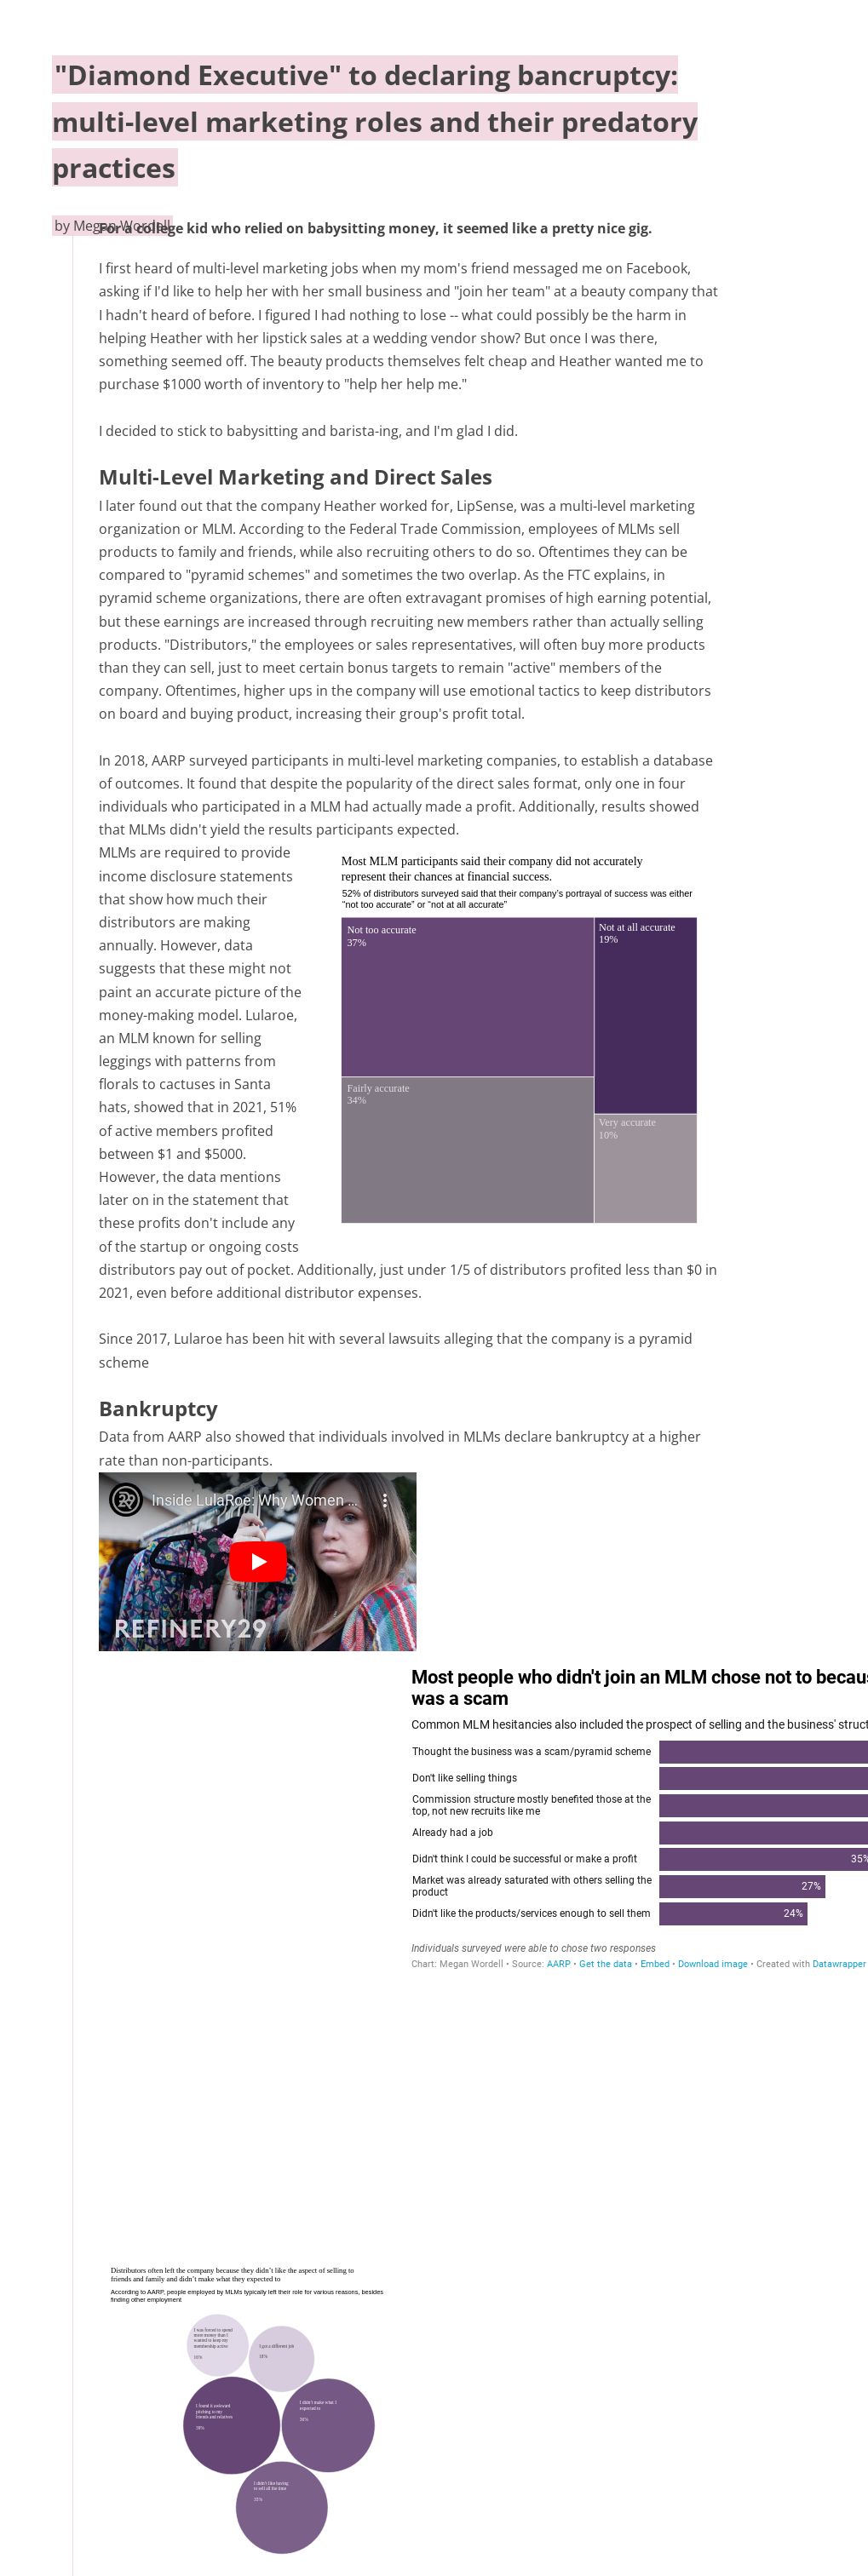 "Diamond Executive" to declaring bancruptcy:
multi-level marketing roles and their predatory
practices
by Megan Wordell
For a college kid who relied on babysitting money, it seemed like a pretty nice gig.
I first heard of multi-level marketing jobs when my mom's friend messaged me on Facebook,
asking if I'd like to help her with her small business and "join her team" at a beauty company that
I hadn't heard of before. I figured I had nothing to lose -- what could possibly be the harm in
helping Heather with her lipstick sales at a wedding vendor show? But once I was there,
something seemed off. The beauty products themselves felt cheap and Heather wanted me to
purchase $1000 worth of inventory to "help her help me."
I decided to stick to babysitting and barista-ing, and I'm glad I did.
Multi-Level Marketing and Direct Sales
I later found out that the company Heather worked for, LipSense, was a multi-level marketing
organization or MLM. According to the Federal Trade Commission, employees of MLMs sell
products to family and friends, while also recruiting others to do so. Oftentimes they can be
compared to "pyramid schemes" and sometimes the two overlap. As the FTC explains, in
pyramid scheme organizations, there are often extravagant promises of high earning potential,
but these earnings are increased through recruiting new members rather than actually selling
products. "Distributors," the employees or sales representatives, will often buy more products
than they can sell, just to meet certain bonus targets to remain "active" members of the
company. Oftentimes, higher ups in the company will use emotional tactics to keep distributors
on board and buying product, increasing their group's profit total.
In 2018, AARP surveyed participants in multi-level marketing companies, to establish a database
of outcomes. It found that despite the popularity of the direct sales format, only one in four
individuals who participated in a MLM had actually made a profit. Additionally, results showed
that MLMs didn't yield the results participants expected.
MLMs are required to provide
income disclosure statements
that show how much their
distributors are making
annually. However, data
suggests that these might not
paint an accurate picture of the
money-making model. Lularoe,
an MLM known for selling
leggings with patterns from
florals to cactuses in Santa
hats, showed that in 2021, 51%
of active members profited
between $1 and $5000.
However, the data mentions
later on in the statement that
these profits don't include any
of the startup or ongoing costs
distributors pay out of pocket. Additionally, just under 1/5 of distributors profited less than $0 in
2021, even before additional distributor expenses.
Most MLM participants said their company did not accurately
represent their chances at financial success.
52% of distributors surveyed said that their company's portrayal of success was either
“not too accurate” or “not at all accurate”
Not too accurate
37%
Not at all accurate
19%
Fairly accurate
34%
Very accurate
10%
Since 2017, Lularoe has been hit with several lawsuits alleging that the company is a pyramid
scheme
Bankruptcy
Data from AARP also showed that individuals involved in MLMs declare bankruptcy at a higher
rate than non-participants.
29
Inside LulaRoe: Why Women ...
REFINERY29
Most people who didn't join an MLM chose not to becau
was a scam
Common MLM hesitancies also included the prospect of selling and the business' struct
Thought the business was a scam/pyramid scheme
Don't like selling things
Commission structure mostly benefited those at the
top, not new recruits like me
Already had a job
Didn't think I could be successful or make a profit
35%
Market was already saturated with others selling the
product
27%
Didn't like the products/services enough to sell them
24%
Individuals surveyed were able to chose two responses
Chart: Megan Wordell • Source: AARP • Get the data • Embed • Download image • Created with Datawrapper
Distributors often left the company because they didn’t like the aspect of selling to
friends and family and didn’t make what they expected to
According to AARP, people employed by MLMs typically left their role for various reasons, besides
finding other employment
I was forced to spend
more money than I
wanted to keep my
membership active
I got a different job
I found it awkward
pitching to my
friends and relatives
I didn't make what I
expected to
I didn't like having
to sell all the time